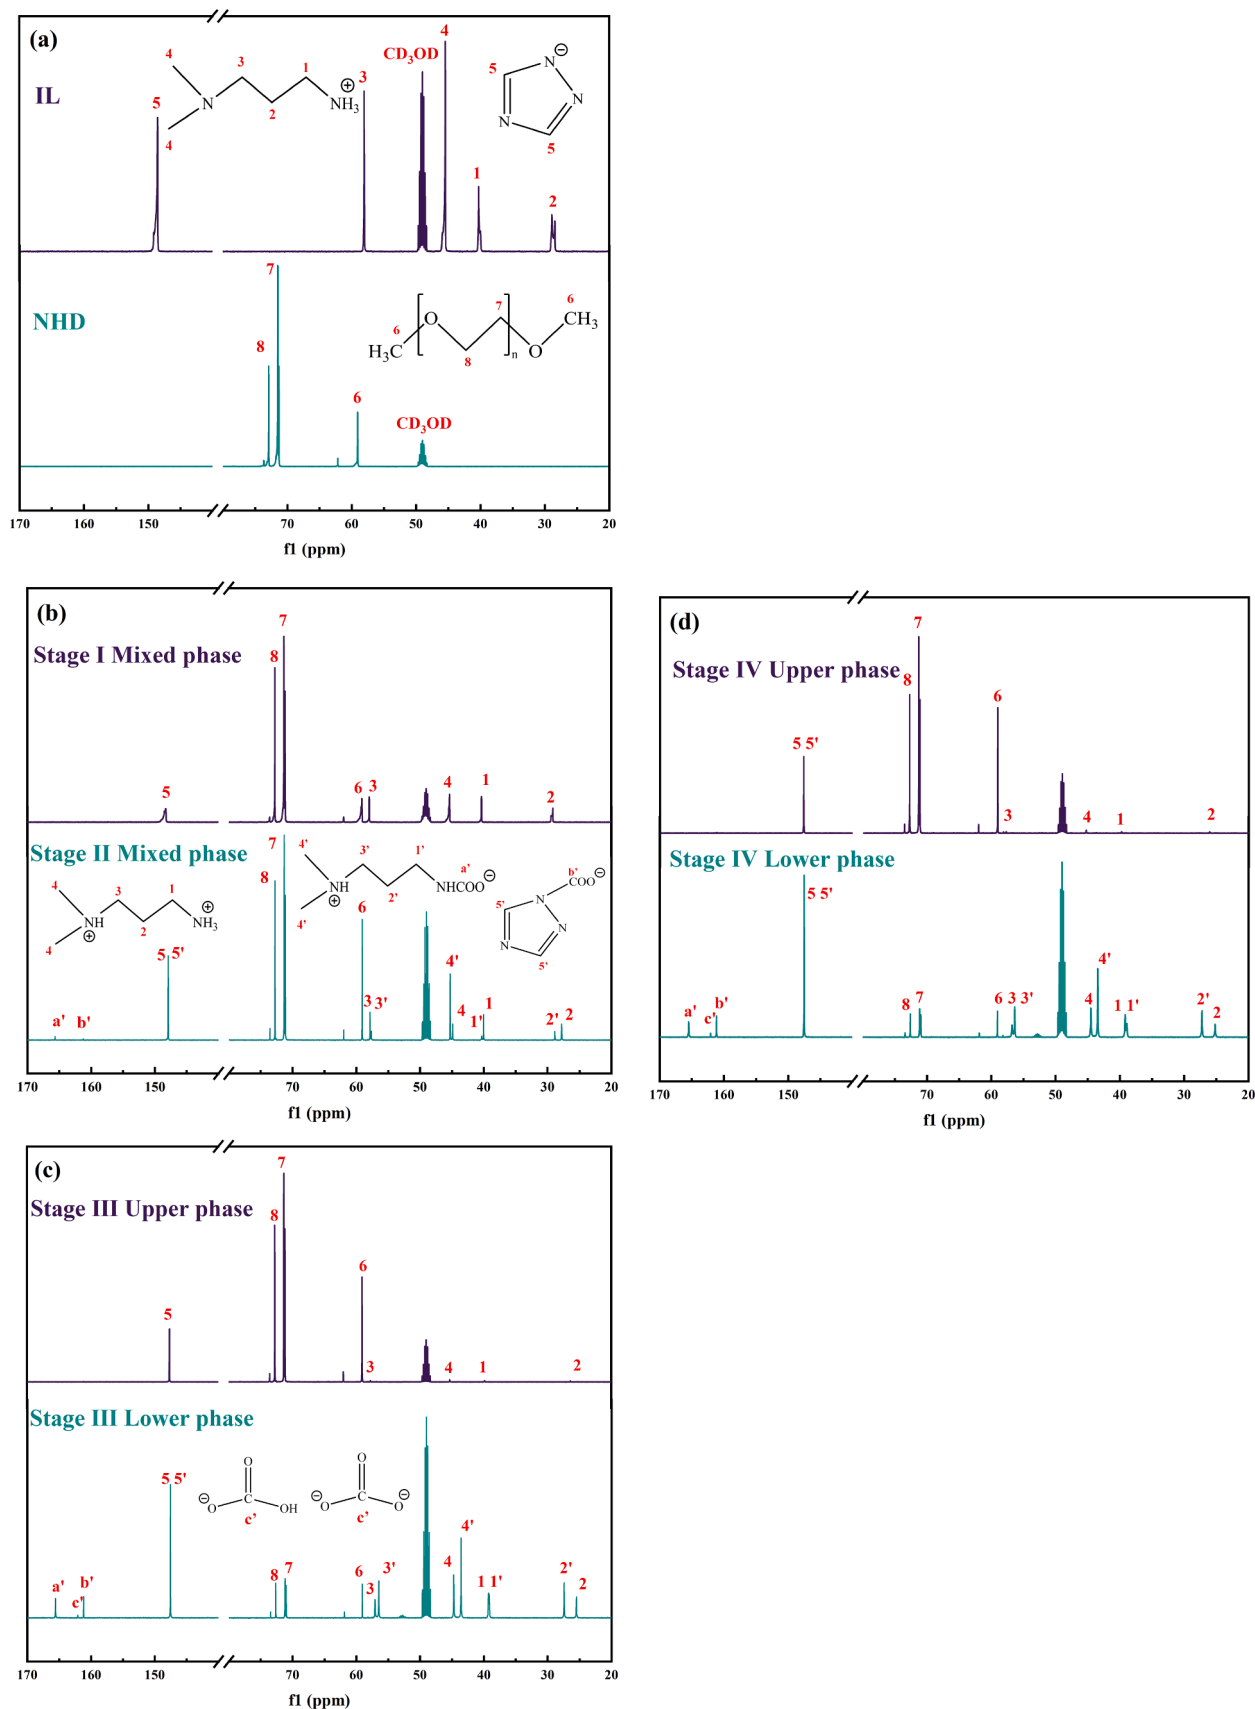 (a)
IL
4
3
1
2
N
NH3
⊕
4
5
3
CD3OD
4
1
2
⊖
N
5
N
N
5
NHD
7
8
6
CD3OD
6
H3C
O
7
8
n
O
6
CH3
170 160 150 70 60 50 40 30 20
f1 (ppm)
(b)
Stage I Mixed phase
5
8
7
6 3
4
1
2
Stage II Mixed phase
4
3
1
⊕
NH
⊕
2
NH3
4
4'
3'
1'
a'
NH
⊕
2'
NHCOO⊖
4'
b'
COO⊖
5'
N
N
N
5'
a' b'
5 5'
8
7
6
3 3'
4'
4
1'
1
2'
2
170 160 150 70 60 50 40 30 20
f1 (ppm)
(c)
Stage III Upper phase
5
8
7
6
3
4
1
2
Stage III Lower phase
O
⊖
O
C
OH
c'
O
⊖
O
C
O
⊖
c'
a'
c'
b'
5 5'
8
7
6
3
3'
4
4'
1 1'
2'
2
170 160 150 70 60 50 40 30 20
f1 (ppm)
(d)
Stage IV Upper phase
5 5'
8
7
6
3
4
1
2
Stage IV Lower phase
a'
c'
b'
5 5'
8
7
6 3 3'
4
4'
1 1'
2'
2
170 160 150 70 60 50 40 30 20
f1 (ppm)